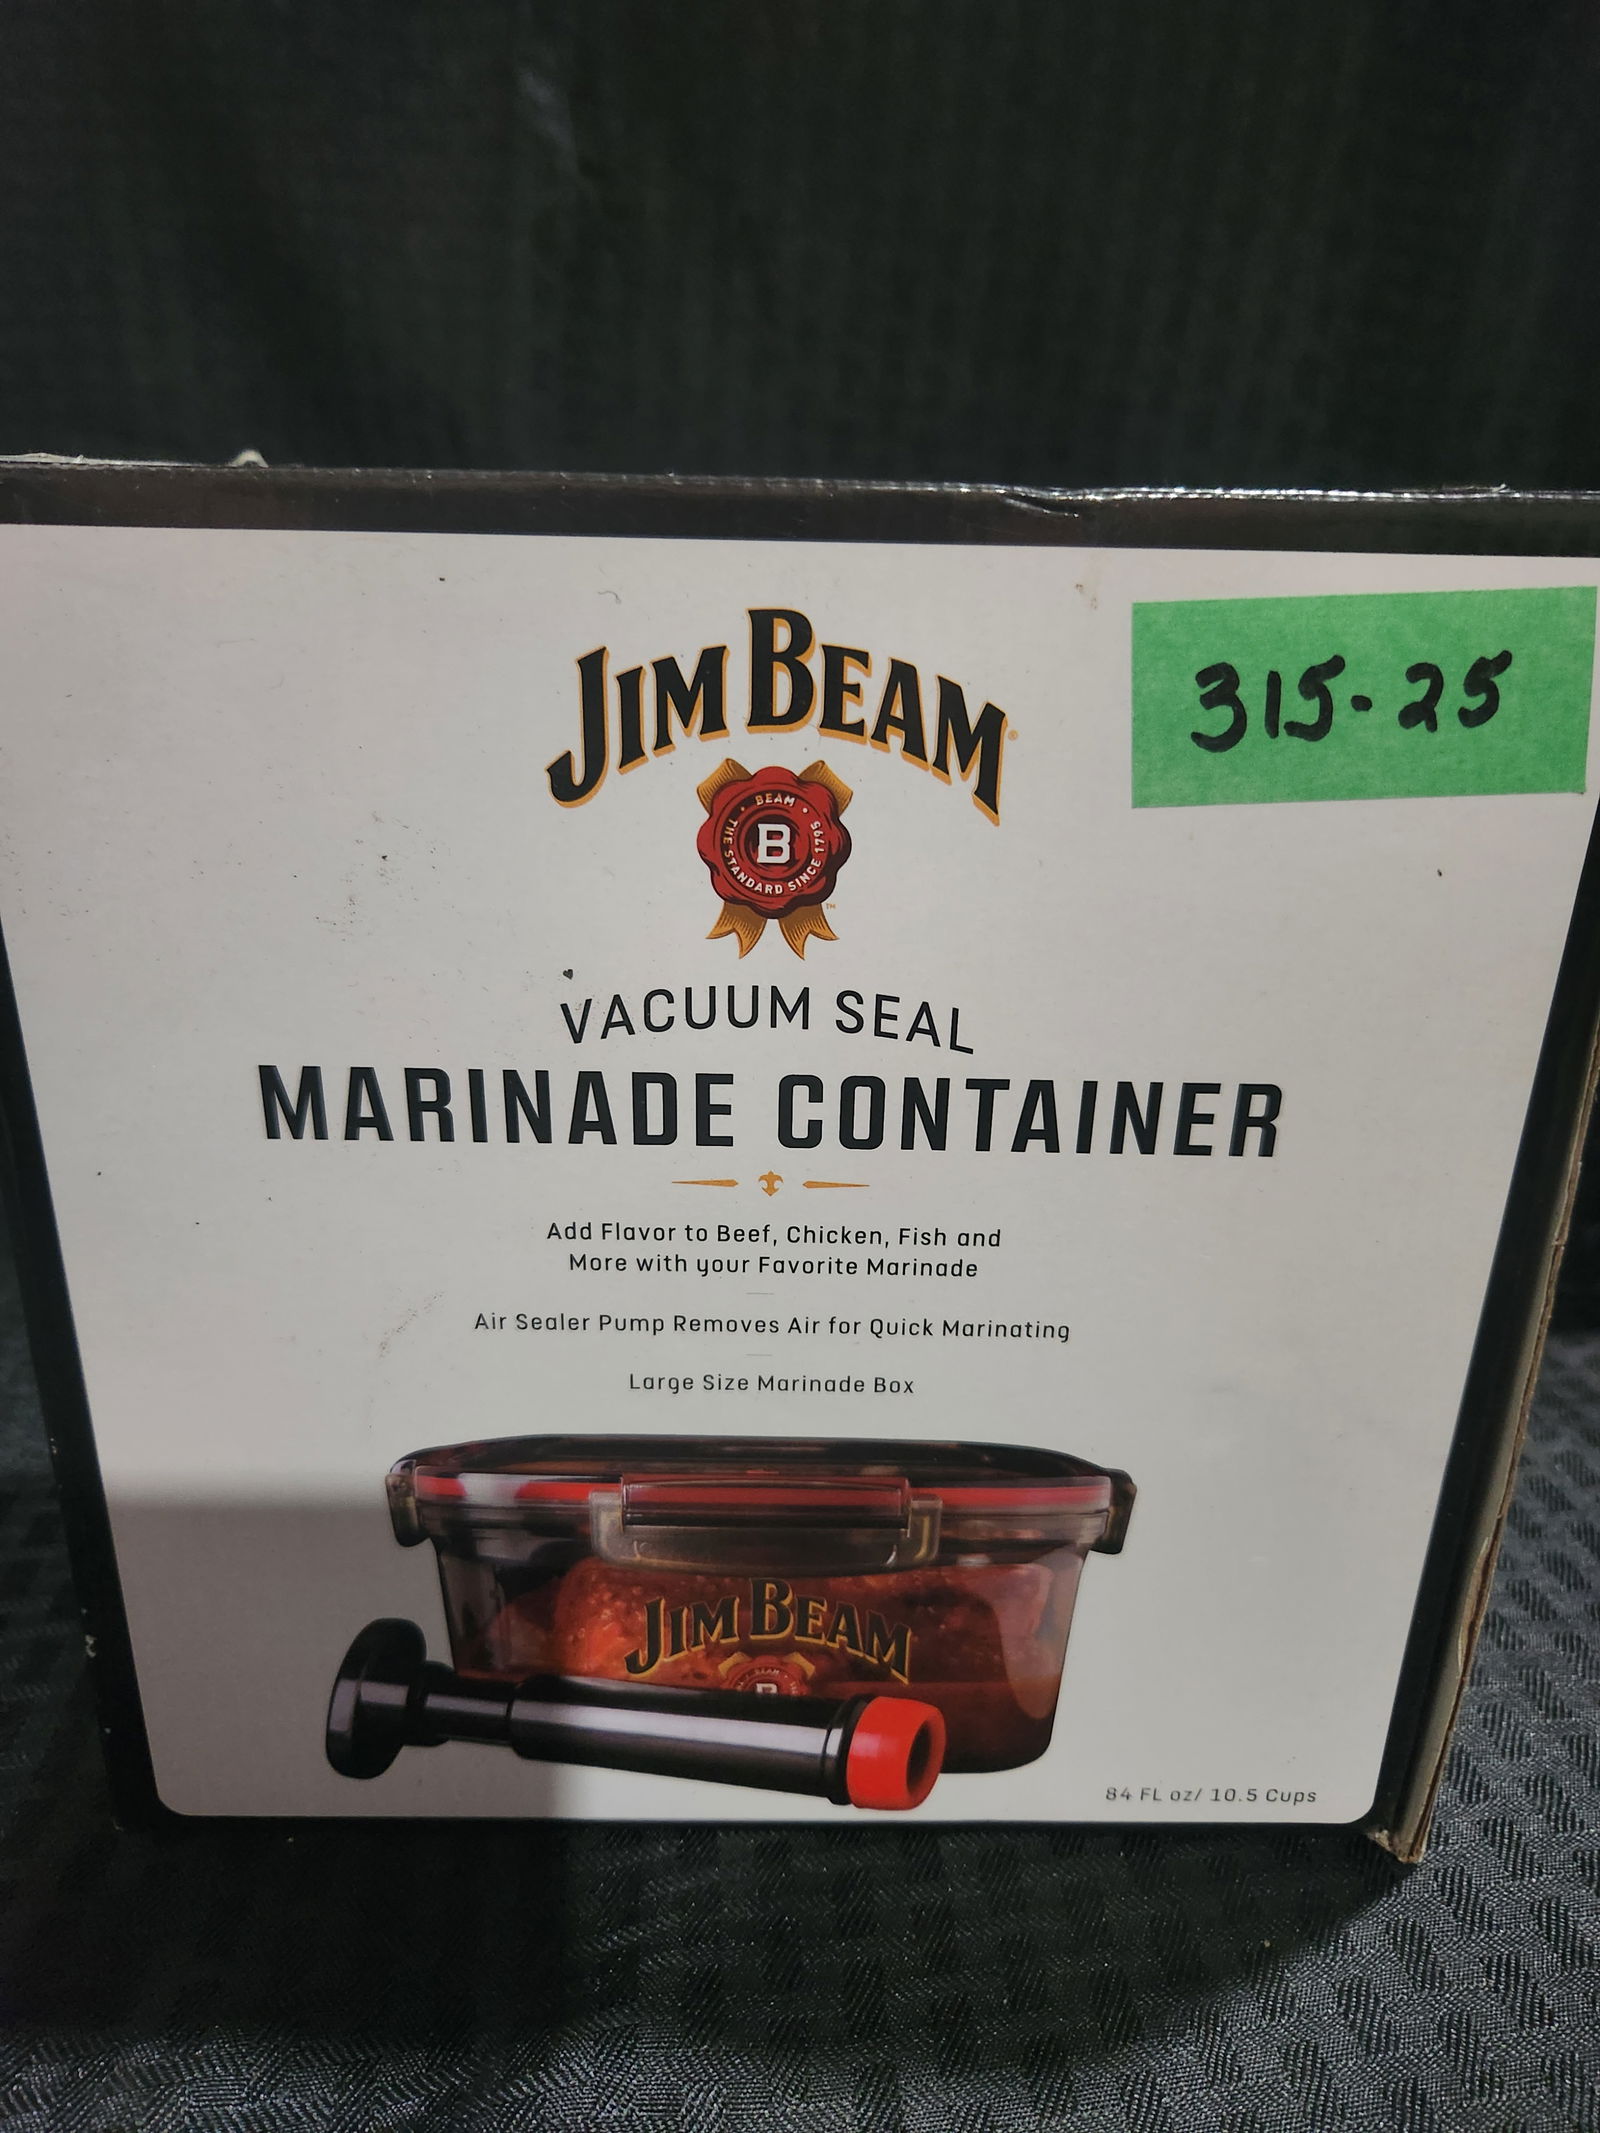 JIM BEAM®
315-25
BEAM
B
THE STANDARD SINCE 1795
™
VACUUM SEAL
MARINADE CONTAINER
Add Flavor to Beef, Chicken, Fish and
More with your Favorite Marinade
Air Sealer Pump Removes Air for Quick Marinating
Large Size Marinade Box
JIM BEAM
BEAM
B
84 FL oz/ 10.5 Cups